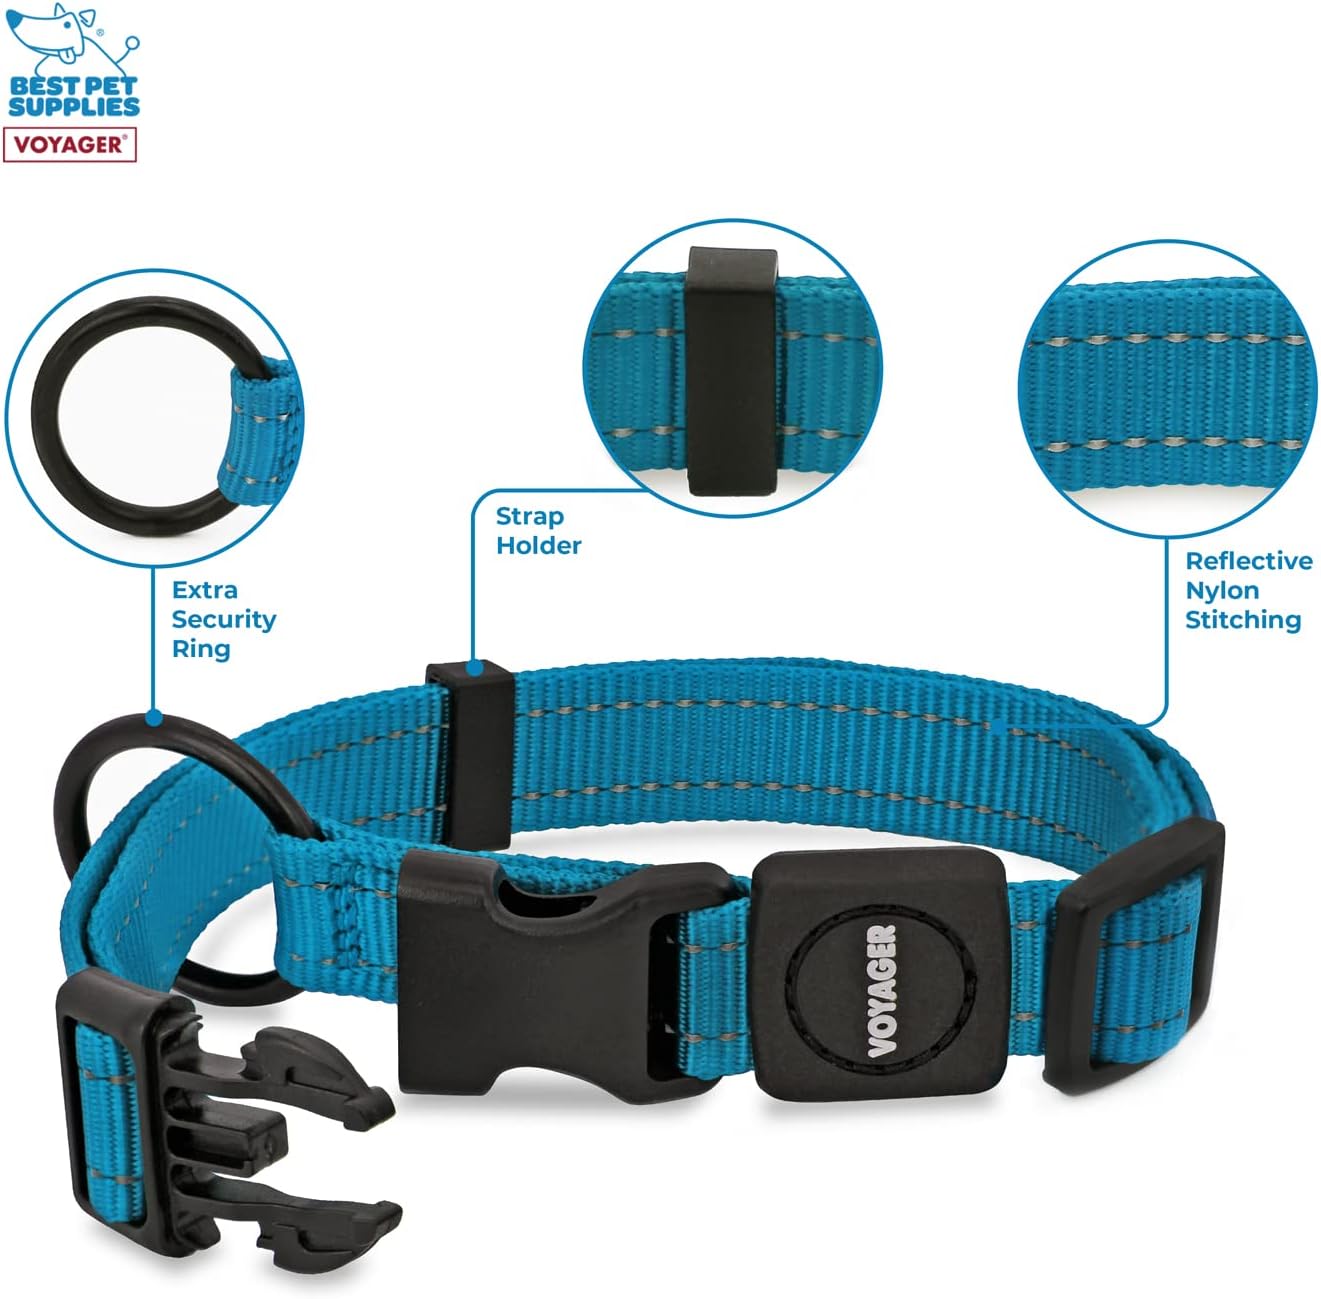 BEST PET
SUPPLIES
VOYAGER®
Strap
Holder
Extra
Security
Ring
Reflective
Nylon
Stitching
VOYAGER